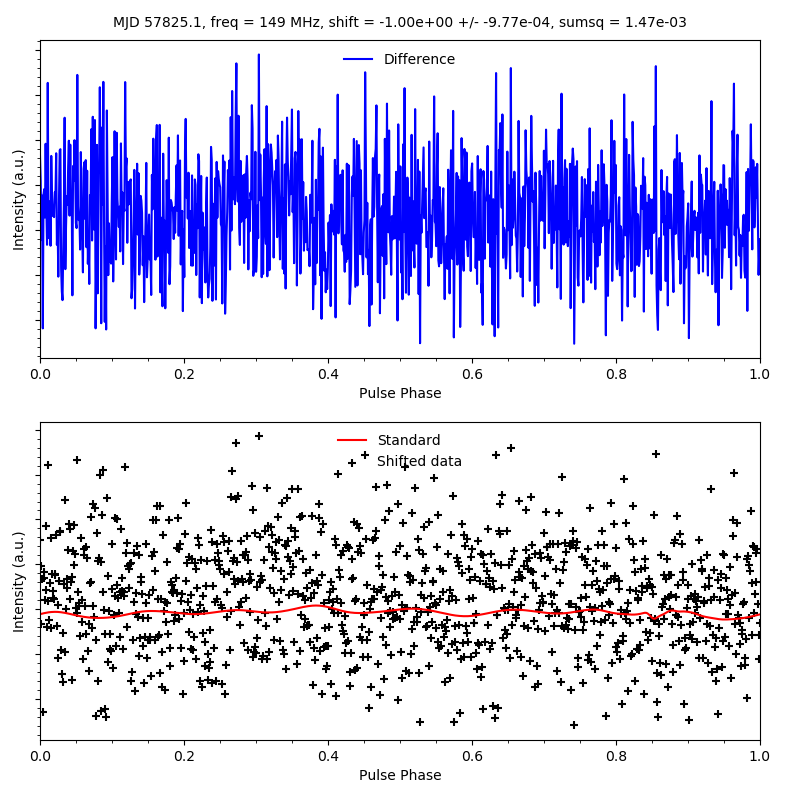 MJD 57825.1, freq = 149 MHz, shift = -1.00e+00 +/- -9.77e-04, sumsq = 1.47e-03
Difference
Intensity (a.u.)
0.0 0.2 0.4 0.6 0.8 1.0
Pulse Phase
Standard
Shifted data
Intensity (a.u.)
0.0 0.2 0.4 0.6 0.8 1.0
Pulse Phase